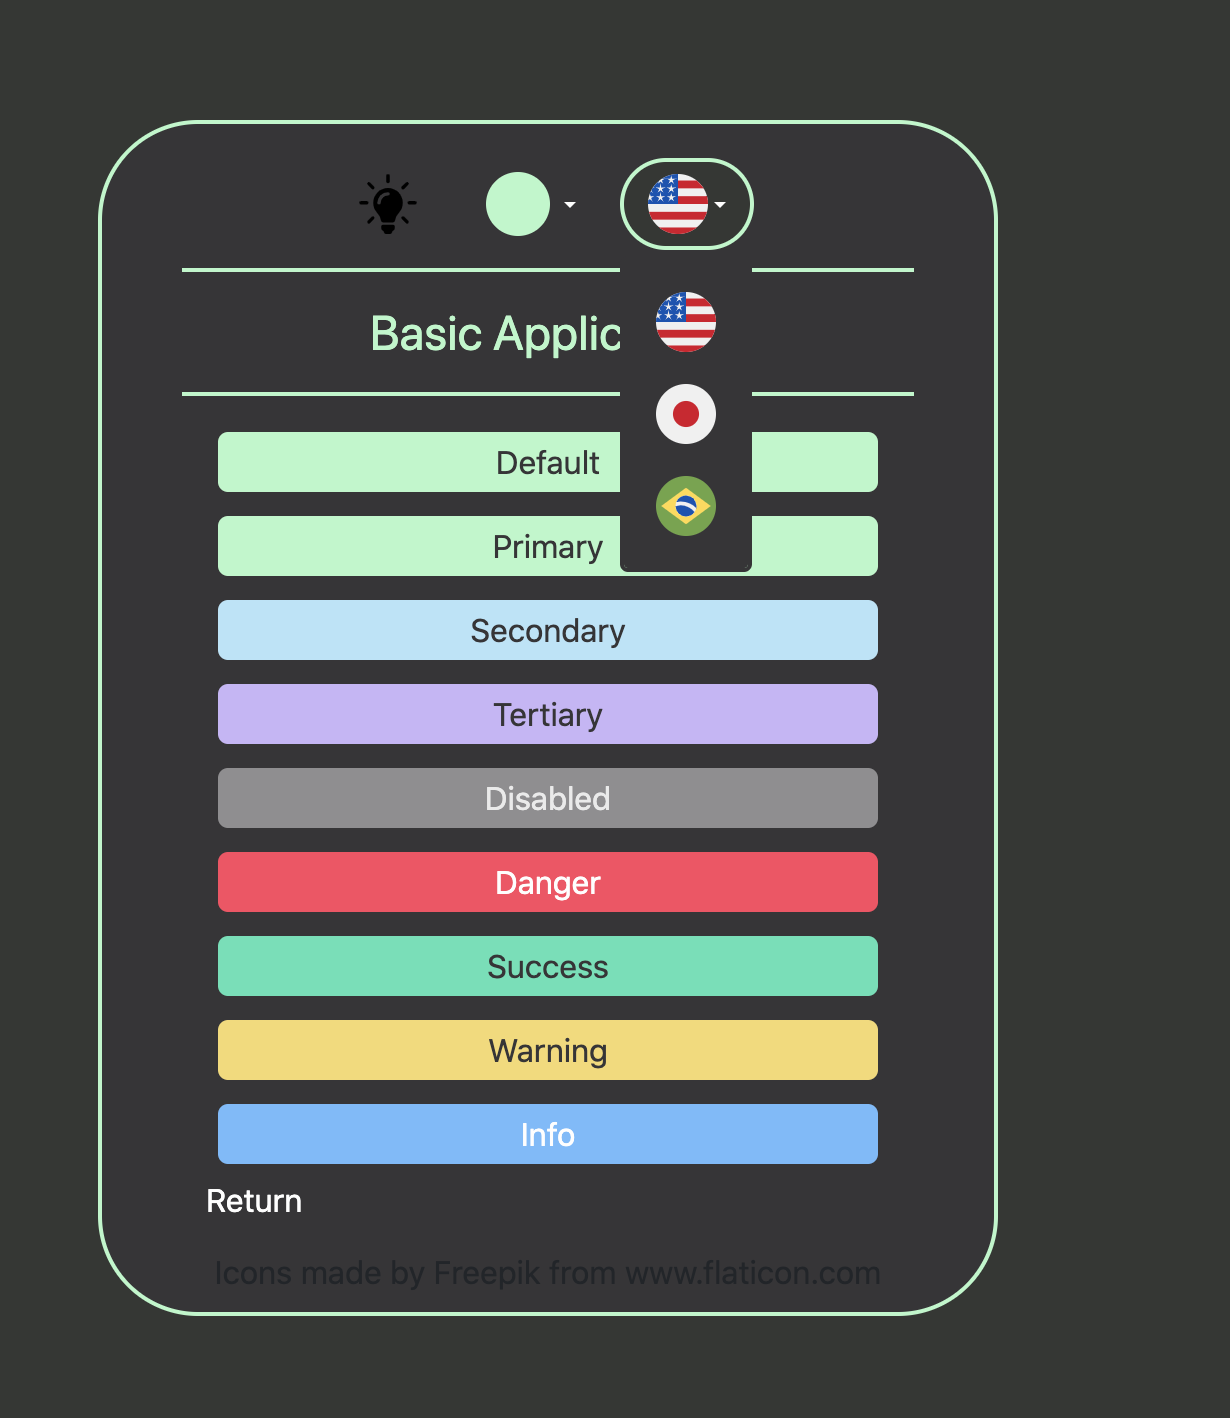 Basic Applic
Default
Primary
Secondary
Tertiary
Disabled
Danger
Success
Warning
Info
Return
Icons made by Freepik from www.flaticon.com